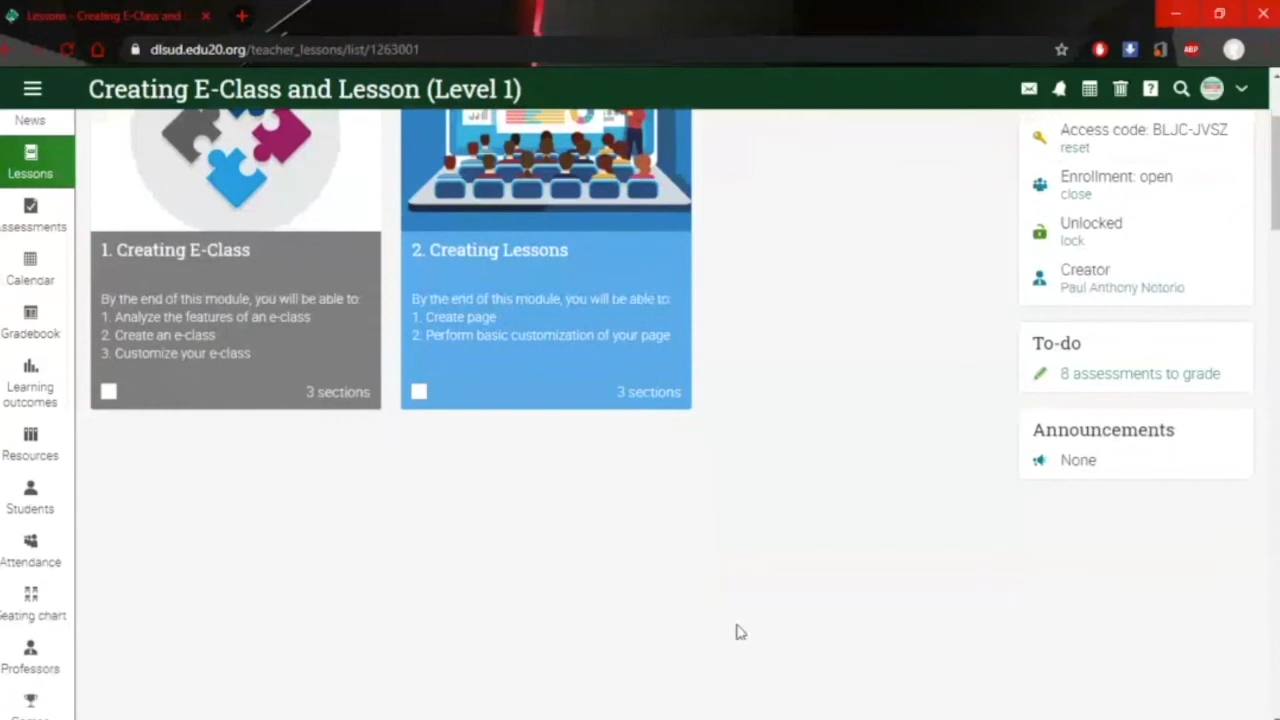 Lessons - Creating E-Class and
dlsud.edu20.org/teacher_lessons/list/1263001
ABP
Creating E-Class and Lesson (Level 1)
News
Lessons
ssessments
Calendar
Gradebook
Learning
outcomes
Resources
Students
Attendance
eating chart
Professors
1. Creating E-Class
By the end of this module, you will be able to:
1. Analyze the features of an e-class
2. Create an e-class
3. Customize your e-class
3 sections
2. Creating Lessons
By the end of this module, you will be able to:
1. Create page
2. Perform basic customization of your page
3 sections
Access code: BLJC-JVSZ
reset
Enrollment: open
close
Unlocked
lock
Creator
Paul Anthony Notorio
To-do
8 assessments to grade
Announcements
None